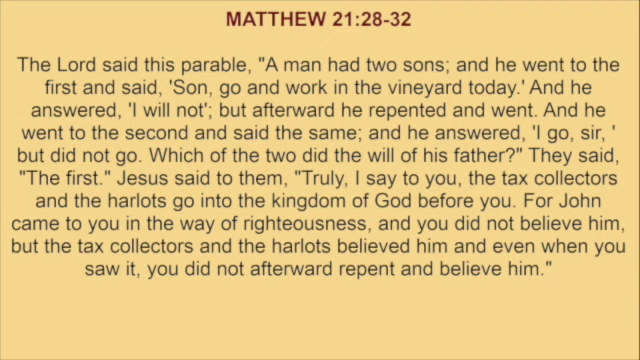 MATTHEW 21:28-32
The Lord said this parable, "A man had two sons; and he went to the
first and said, 'Son, go and work in the vineyard today.' And he
answered, 'I will not'; but afterward he repented and went. And he
went to the second and said the same; and he answered, 'I go, sir, '
but did not go. Which of the two did the will of his father?" They said,
"The first." Jesus said to them, "Truly, I say to you, the tax collectors
and the harlots go into the kingdom of God before you. For John
came to you in the way of righteousness, and you did not believe him,
but the tax collectors and the harlots believed him and even when you
saw it, you did not afterward repent and believe him."